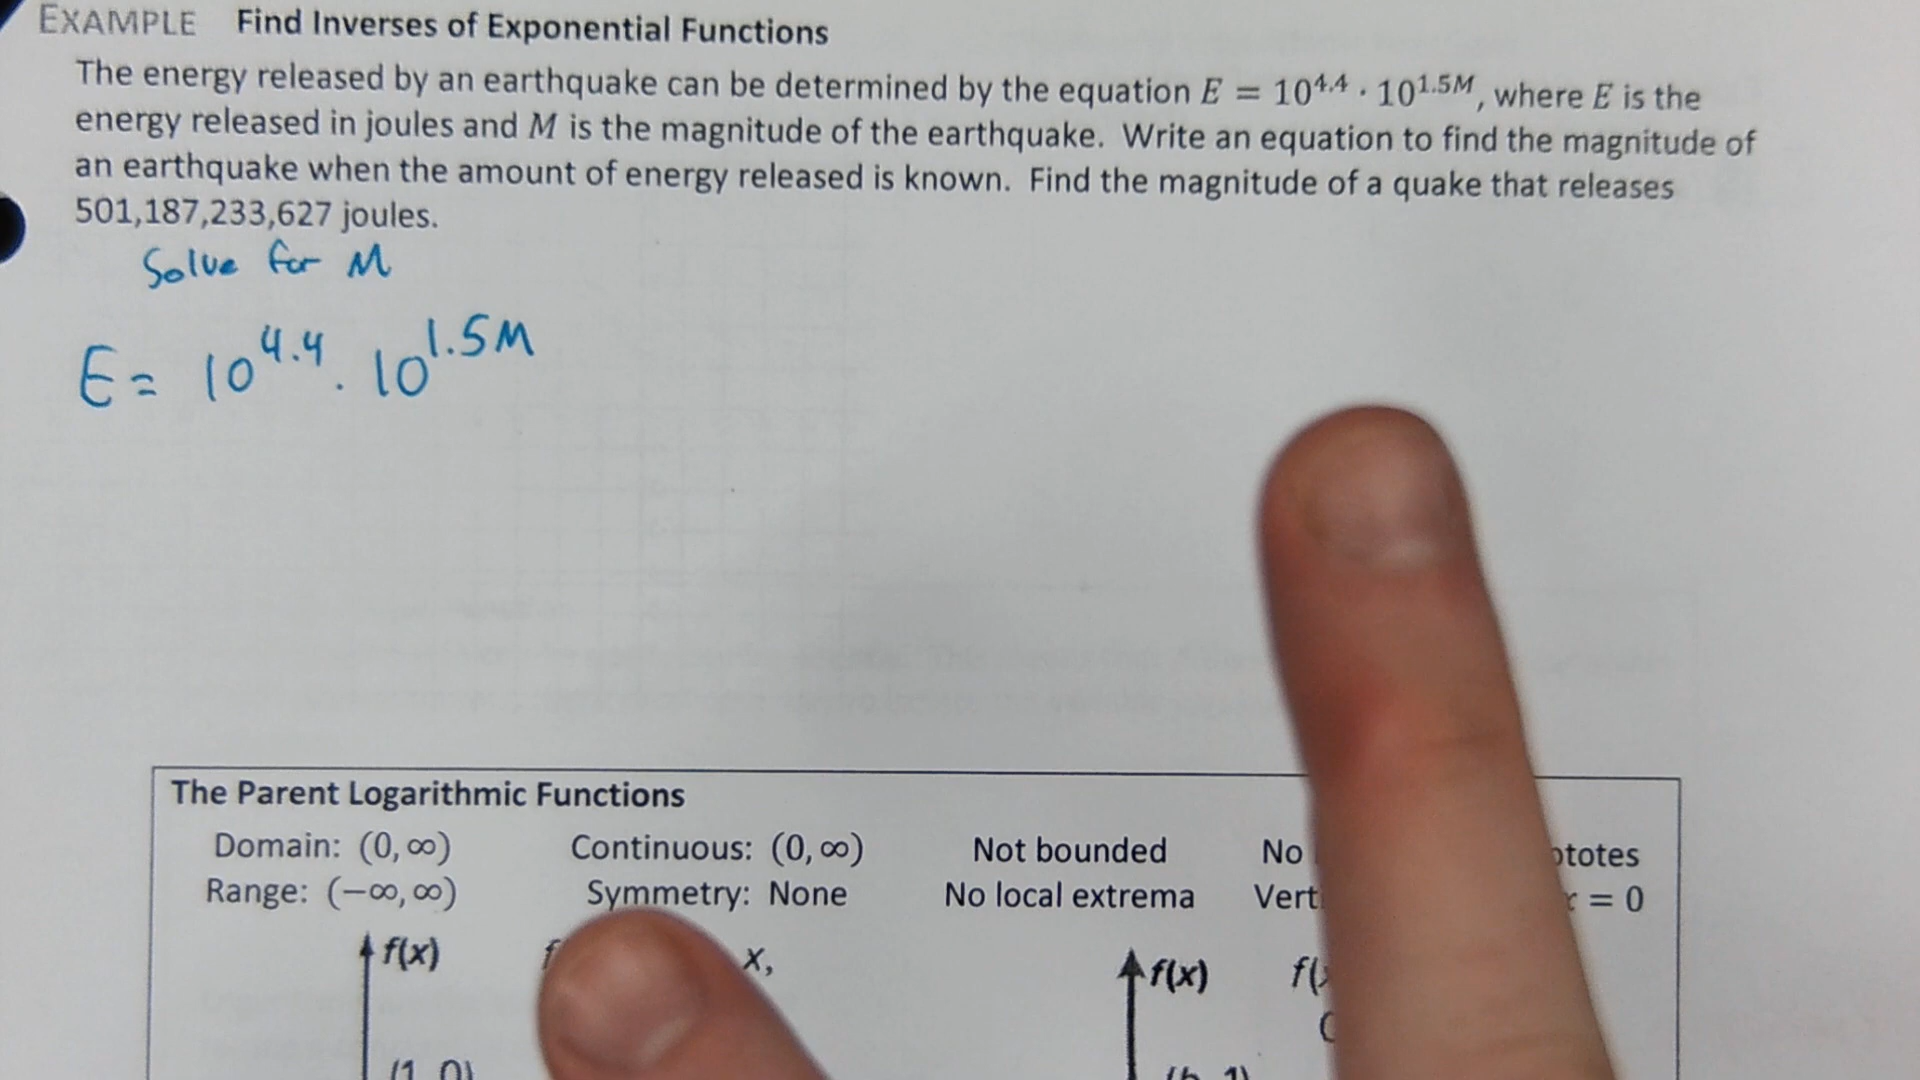 EXAMPLE Find Inverses of Exponential Functions
The energy released by an earthquake can be determined by the equation E = 10^4.4 · 10^1.5M, where E is the
energy released in joules and M is the magnitude of the earthquake. Write an equation to find the magnitude of
an earthquake when the amount of energy released is known. Find the magnitude of a quake that releases
501,187,233,627 joules.
Solve for M
E = 10^4.4 · 10^1.5M
The Parent Logarithmic Functions
Domain: (0, ∞) Continuous: (0, ∞) Not bounded No
Range: (−∞, ∞) Symmetry: None No local extrema = 0
f(x) x, f(x)